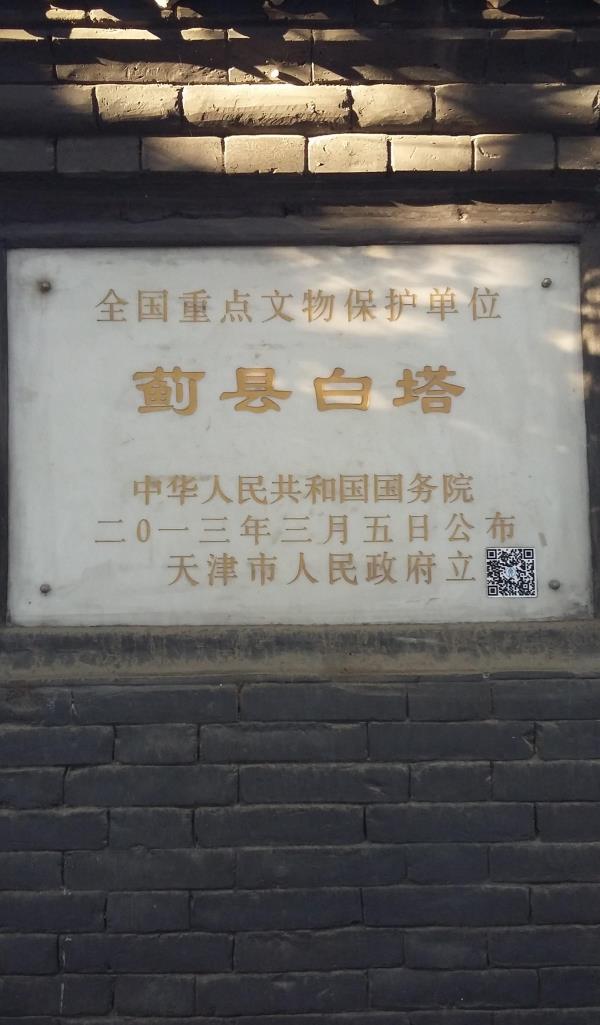 全国重点文物保护单位
蓟县白塔
中华人民共和国国务院
二0一三年三月五日公布
天津市人民政府立